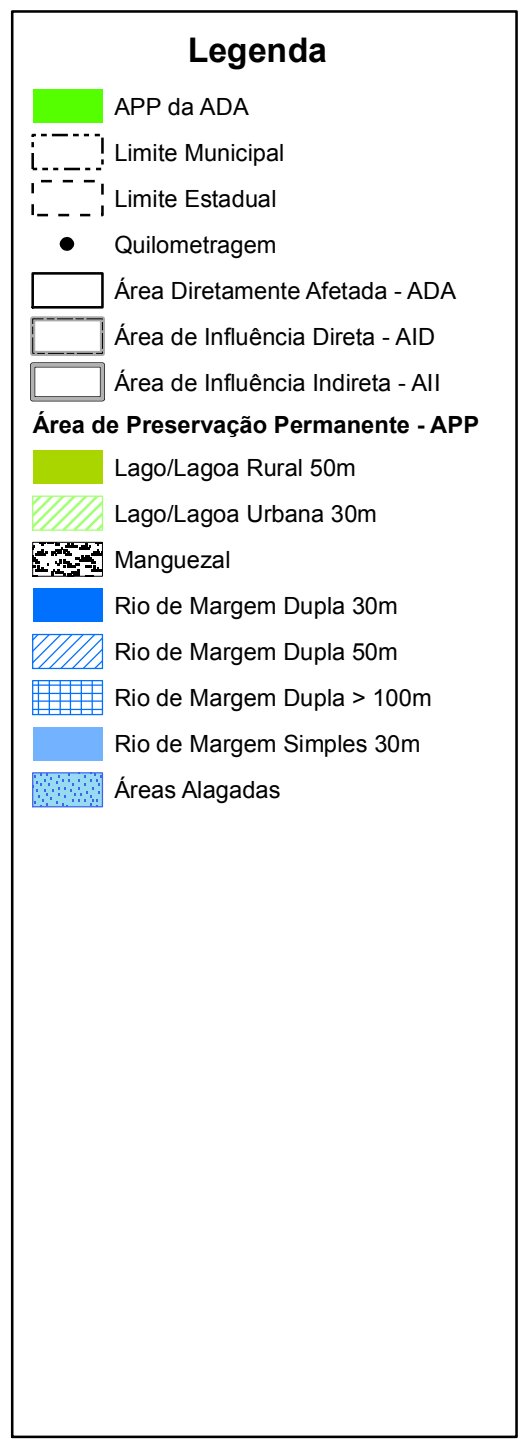 Legenda
APP da ADA
Limite Municipal
Limite Estadual
Quilometragem
Área Diretamente Afetada - ADA
Área de Influência Direta - AID
Área de Influência Indireta - AII
Área de Preservação Permanente - APP
Lago/Lagoa Rural 50m
Lago/Lagoa Urbana 30m
Manguezal
Rio de Margem Dupla 30m
Rio de Margem Dupla 50m
Rio de Margem Dupla > 100m
Rio de Margem Simples 30m
Áreas Alagadas